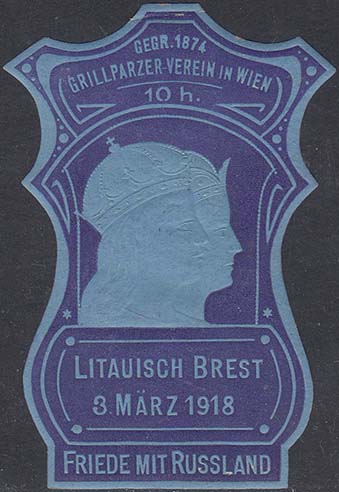 GEGR. 1874
GRILLPARZER-VEREIN IN WIEN
10 h.
LITAUISCH BREST
3. MÄRZ 1918
FRIEDE MIT RUSSLAND